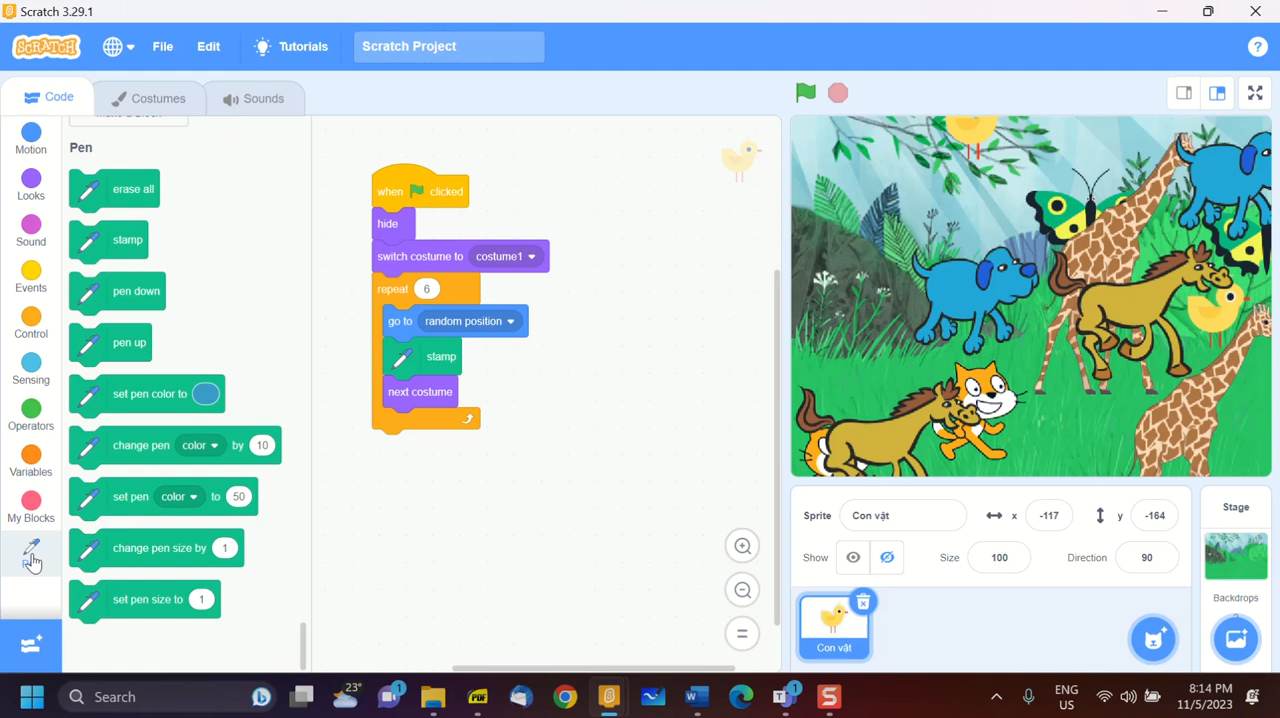 Scratch 3.29.1
SCRATCH
File
Edit
Tutorials
Scratch Project
?
Code
Costumes
Sounds
Motion
Looks
Sound
Events
Control
Sensing
Operators
Variables
My Blocks
Pen
erase all
stamp
pen down
pen up
set pen color to
change pen color by 10
set pen color to 50
change pen size by 1
set pen size to 1
when clicked
hide
switch costume to costume1
repeat 6
go to random position
stamp
next costume
Sprite Con vật x -117 y -164
Show Size 100 Direction 90
Con vật
Stage
Backdrops
Search
23°
1
PDF
W
T
1
S
ENG
US
8:14 PM
11/5/2023